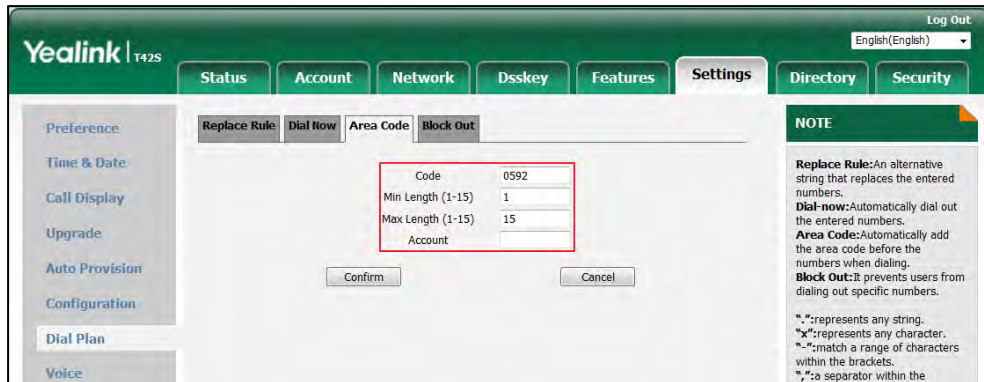 Log Out
English(English)
Yealink | T42S
Status Account Network Dsskey Features Settings Directory Security
Preference
Time & Date
Call Display
Upgrade
Auto Provision
Configuration
Dial Plan
Voice
Replace Rule Dial Now Area Code Block Out
Code 0592
Min Length (1-15) 1
Max Length (1-15) 15
Account
Confirm Cancel
NOTE
Replace Rule:An alternative
string that replaces the entered
numbers.
Dial-now:Automatically dial out
the entered numbers.
Area Code:Automatically add
the area code before the
numbers when dialing.
Block Out:It prevents users from
dialing out specific numbers.
".":represents any string.
"x":represents any character.
"-":match a range of characters
within the brackets.
",":a separator within the